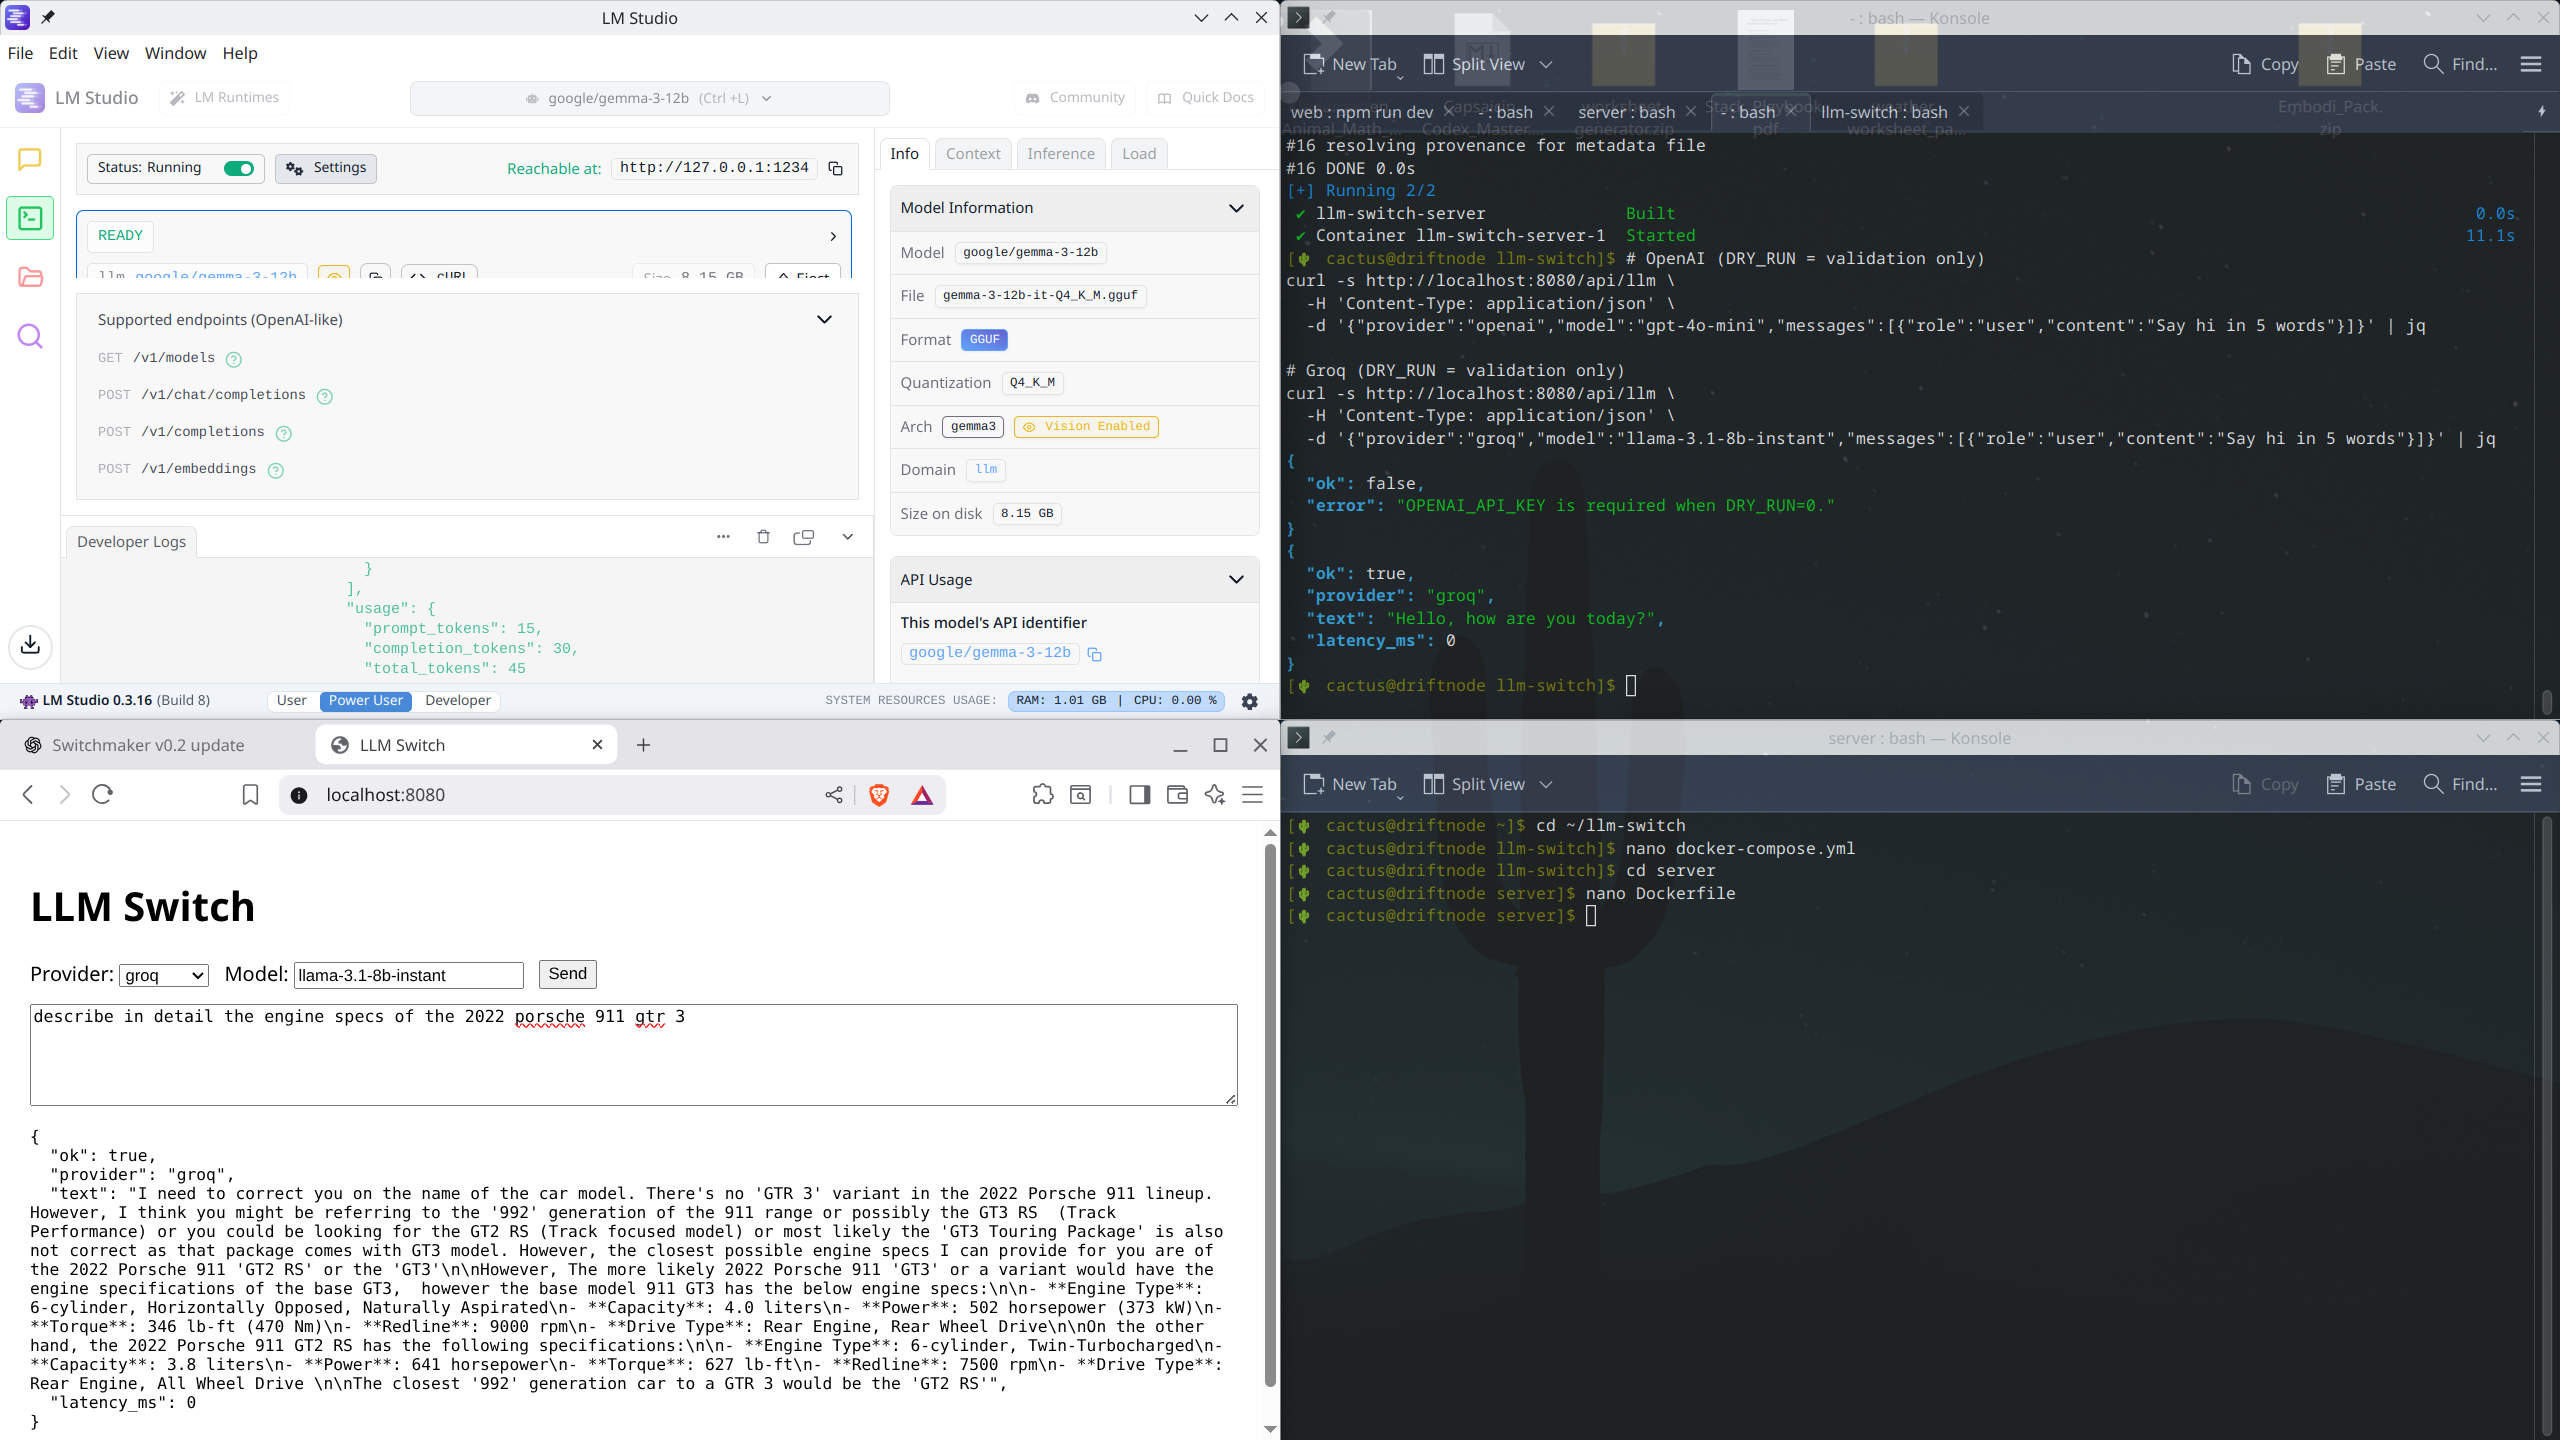 LM Studio
File Edit View Window Help
LM Studio LM Runtimes google/gemma-3-12b (Ctrl +L) Community Quick Docs
Status: Running Settings Reachable at: http://127.0.0.1:1234
READY
llm google/gemma-3-12b cURL Size 8.15 GB Eject
Supported endpoints (OpenAI-like)
GET /v1/models
POST /v1/chat/completions
POST /v1/completions
POST /v1/embeddings
Developer Logs
}
],
"usage": {
"prompt_tokens": 15,
"completion_tokens": 30,
"total_tokens": 45
Info Context Inference Load
Model Information
Model google/gemma-3-12b
File gemma-3-12b-it-Q4_K_M.gguf
Format GGUF
Quantization Q4_K_M
Arch gemma3 Vision Enabled
Domain llm
Size on disk 8.15 GB
API Usage
This model's API identifier
google/gemma-3-12b
LM Studio 0.3.16 (Build 8) User Power User Developer SYSTEM RESOURCES USAGE: RAM: 1.01 GB | CPU: 0.00 %
- : bash — Konsole
New Tab Split View Copy Paste Find...
web : npm run dev - : bash server : bash - : bash llm-switch : bash
#16 resolving provenance for metadata file
#16 DONE 0.0s
[+] Running 2/2
✔ llm-switch-server Built 0.0s
✔ Container llm-switch-server-1 Started 11.1s
[🌵 cactus@driftnode llm-switch]$ # OpenAI (DRY_RUN = validation only)
curl -s http://localhost:8080/api/llm \
-H 'Content-Type: application/json' \
-d '{"provider":"openai","model":"gpt-4o-mini","messages":[{"role":"user","content":"Say hi in 5 words"}]}' | jq
# Groq (DRY_RUN = validation only)
curl -s http://localhost:8080/api/llm \
-H 'Content-Type: application/json' \
-d '{"provider":"groq","model":"llama-3.1-8b-instant","messages":[{"role":"user","content":"Say hi in 5 words"}]}' | jq
{
"ok": false,
"error": "OPENAI_API_KEY is required when DRY_RUN=0."
}
{
"ok": true,
"provider": "groq",
"text": "Hello, how are you today?",
"latency_ms": 0
}
[🌵 cactus@driftnode llm-switch]$
Switchmaker v0.2 update LLM Switch
localhost:8080
LLM Switch
Provider: groq Model: llama-3.1-8b-instant Send
describe in detail the engine specs of the 2022 porsche 911 gtr 3
{
"ok": true,
"provider": "groq",
"text": "I need to correct you on the name of the car model. There's no 'GTR 3' variant in the 2022 Porsche 911 lineup.
However, I think you might be referring to the '992' generation of the 911 range or possibly the GT3 RS  (Track
Performance) or you could be looking for the GT2 RS (Track focused model) or most likely the 'GT3 Touring Package' is also
not correct as that package comes with GT3 model. However, the closest possible engine specs I can provide for you are of
the 2022 Porsche 911 'GT2 RS' or the 'GT3'\n\nHowever, The more likely 2022 Porsche 911 'GT3' or a variant would have the
engine specifications of the base GT3,  however the base model 911 GT3 has the below engine specs:\n\n- **Engine Type**:
6-cylinder, Horizontally Opposed, Naturally Aspirated\n- **Capacity**: 4.0 liters\n- **Power**: 502 horsepower (373 kW)\n-
**Torque**: 346 lb-ft (470 Nm)\n- **Redline**: 9000 rpm\n- **Drive Type**: Rear Engine, Rear Wheel Drive\n\nOn the other
hand, the 2022 Porsche 911 GT2 RS has the following specifications:\n\n- **Engine Type**: 6-cylinder, Twin-Turbocharged\n-
**Capacity**: 3.8 liters\n- **Power**: 641 horsepower\n- **Torque**: 627 lb-ft\n- **Redline**: 7500 rpm\n- **Drive Type**:
Rear Engine, All Wheel Drive \n\nThe closest '992' generation car to a GTR 3 would be the 'GT2 RS'",
"latency_ms": 0
}
server : bash — Konsole
New Tab Split View Copy Paste Find...
[🌵 cactus@driftnode ~]$ cd ~/llm-switch
[🌵 cactus@driftnode llm-switch]$ nano docker-compose.yml
[🌵 cactus@driftnode llm-switch]$ cd server
[🌵 cactus@driftnode server]$ nano Dockerfile
[🌵 cactus@driftnode server]$